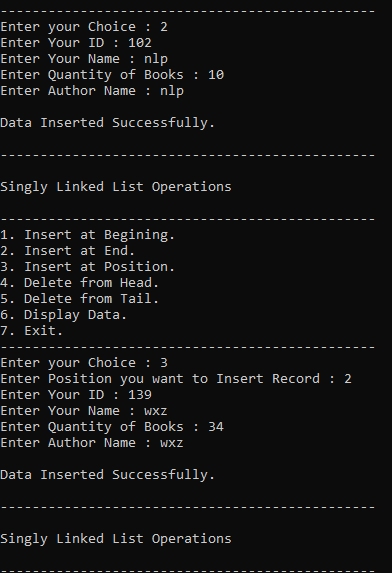 -----------------------------------------------
Enter your Choice : 2
Enter Your ID : 102
Enter Your Name : nlp
Enter Quantity of Books : 10
Enter Author Name : nlp
Data Inserted Successfully.
-----------------------------------------------
Singly Linked List Operations
-----------------------------------------------
1. Insert at Begining.
2. Insert at End.
3. Insert at Position.
4. Delete from Head.
5. Delete from Tail.
6. Display Data.
7. Exit.
-----------------------------------------------
Enter your Choice : 3
Enter Position you want to Insert Record : 2
Enter Your ID : 139
Enter Your Name : wxz
Enter Quantity of Books : 34
Enter Author Name : wxz
Data Inserted Successfully.
-----------------------------------------------
Singly Linked List Operations
-----------------------------------------------